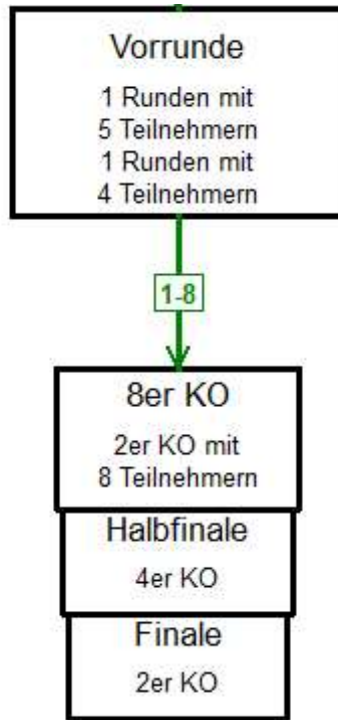 Vorrunde
1 Runden mit
5 Teilnehmern
1 Runden mit
4 Teilnehmern
1-8
8er KO
2er KO mit
8 Teilnehmern
Halbfinale
4er KO
Finale
2er KO